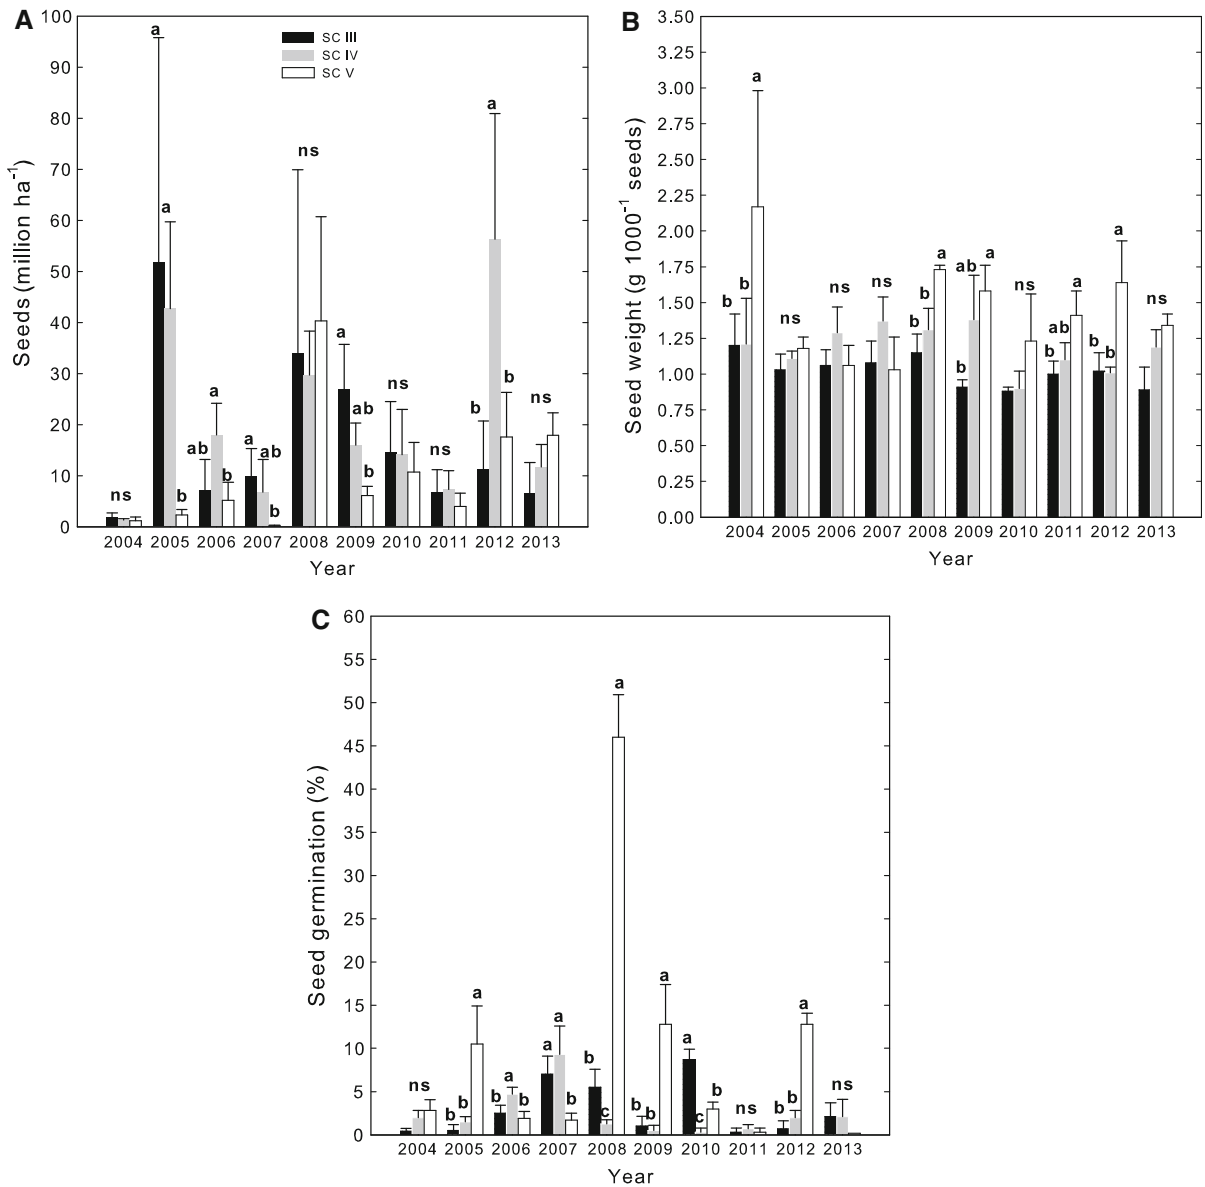 A
100
90
80
70
60
50
40
30
20
10
0
Seeds (million ha⁻¹)
SC III
SC IV
SC V
ns
a
a
b
ab
a
b
a
ab
b
ns
a
ab
b
ns
ns
b
a
b
ns
2004 2005 2006 2007 2008 2009 2010 2011 2012 2013
Year
B
3.50
3.25
3.00
2.75
2.50
2.25
2.00
1.75
1.50
1.25
1.00
0.75
0.50
0.25
0.00
Seed weight (g 1000⁻¹ seeds)
b
b
a
ns
ns
ns
b
b
a
b
ab
a
ns
b
ab
a
b
b
a
ns
2004 2005 2006 2007 2008 2009 2010 2011 2012 2013
Year
C
60
55
50
45
40
35
30
25
20
15
10
5
0
Seed germination (%)
ns
b
b
a
b
a
b
a
a
b
b
c
a
b
b
a
a
c
b
ns
b
b
a
ns
2004 2005 2006 2007 2008 2009 2010 2011 2012 2013
Year